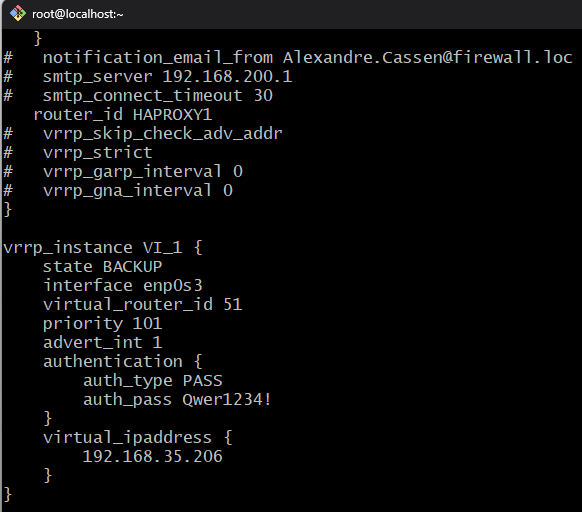 root@localhost:~
   }
#   notification_email_from Alexandre.Cassen@firewall.loc
#   smtp_server 192.168.200.1
#   smtp_connect_timeout 30
   router_id HAPROXY1
#   vrrp_skip_check_adv_addr
#   vrrp_strict
#   vrrp_garp_interval 0
#   vrrp_gna_interval 0
}

vrrp_instance VI_1 {
    state BACKUP
    interface enp0s3
    virtual_router_id 51
    priority 101
    advert_int 1
    authentication {
        auth_type PASS
        auth_pass Qwer1234!
    }
    virtual_ipaddress {
        192.168.35.206
    }
}